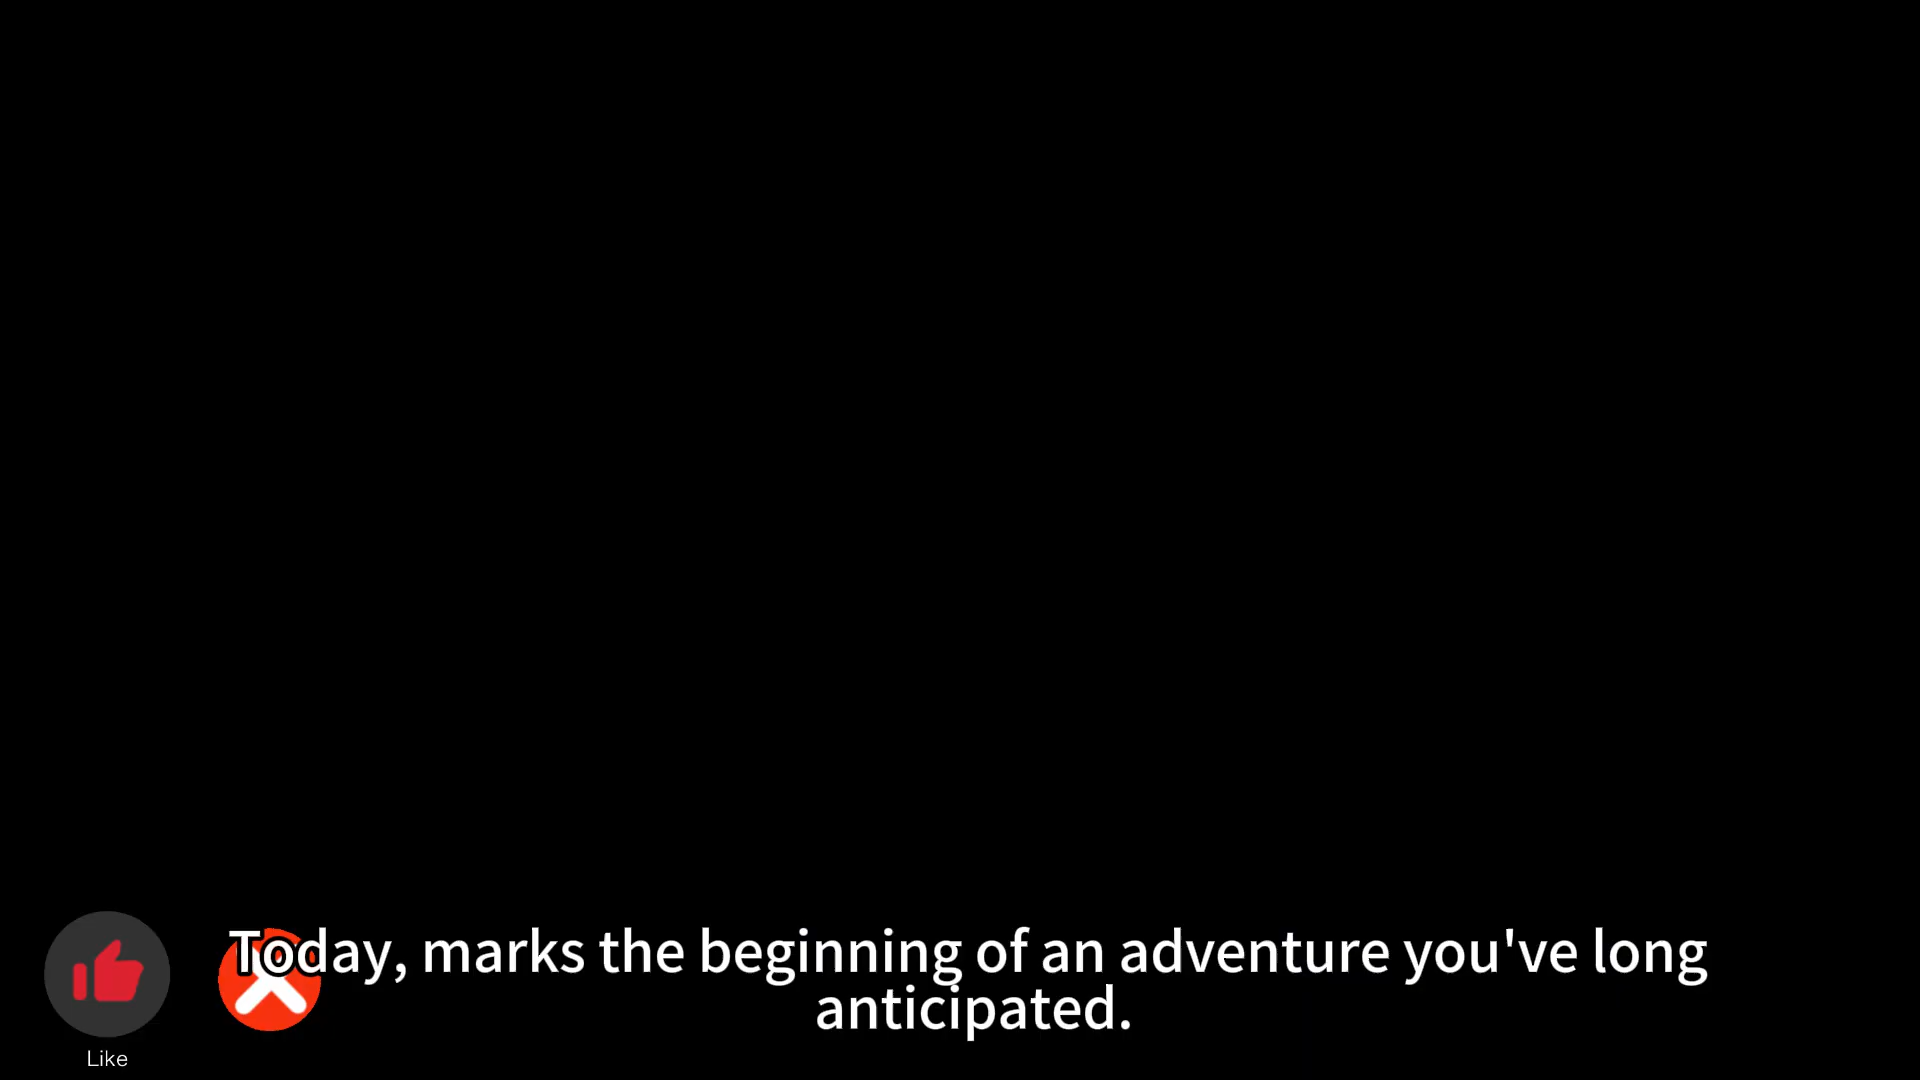 Today, marks the beginning of an adventure you've long
anticipated.
Like